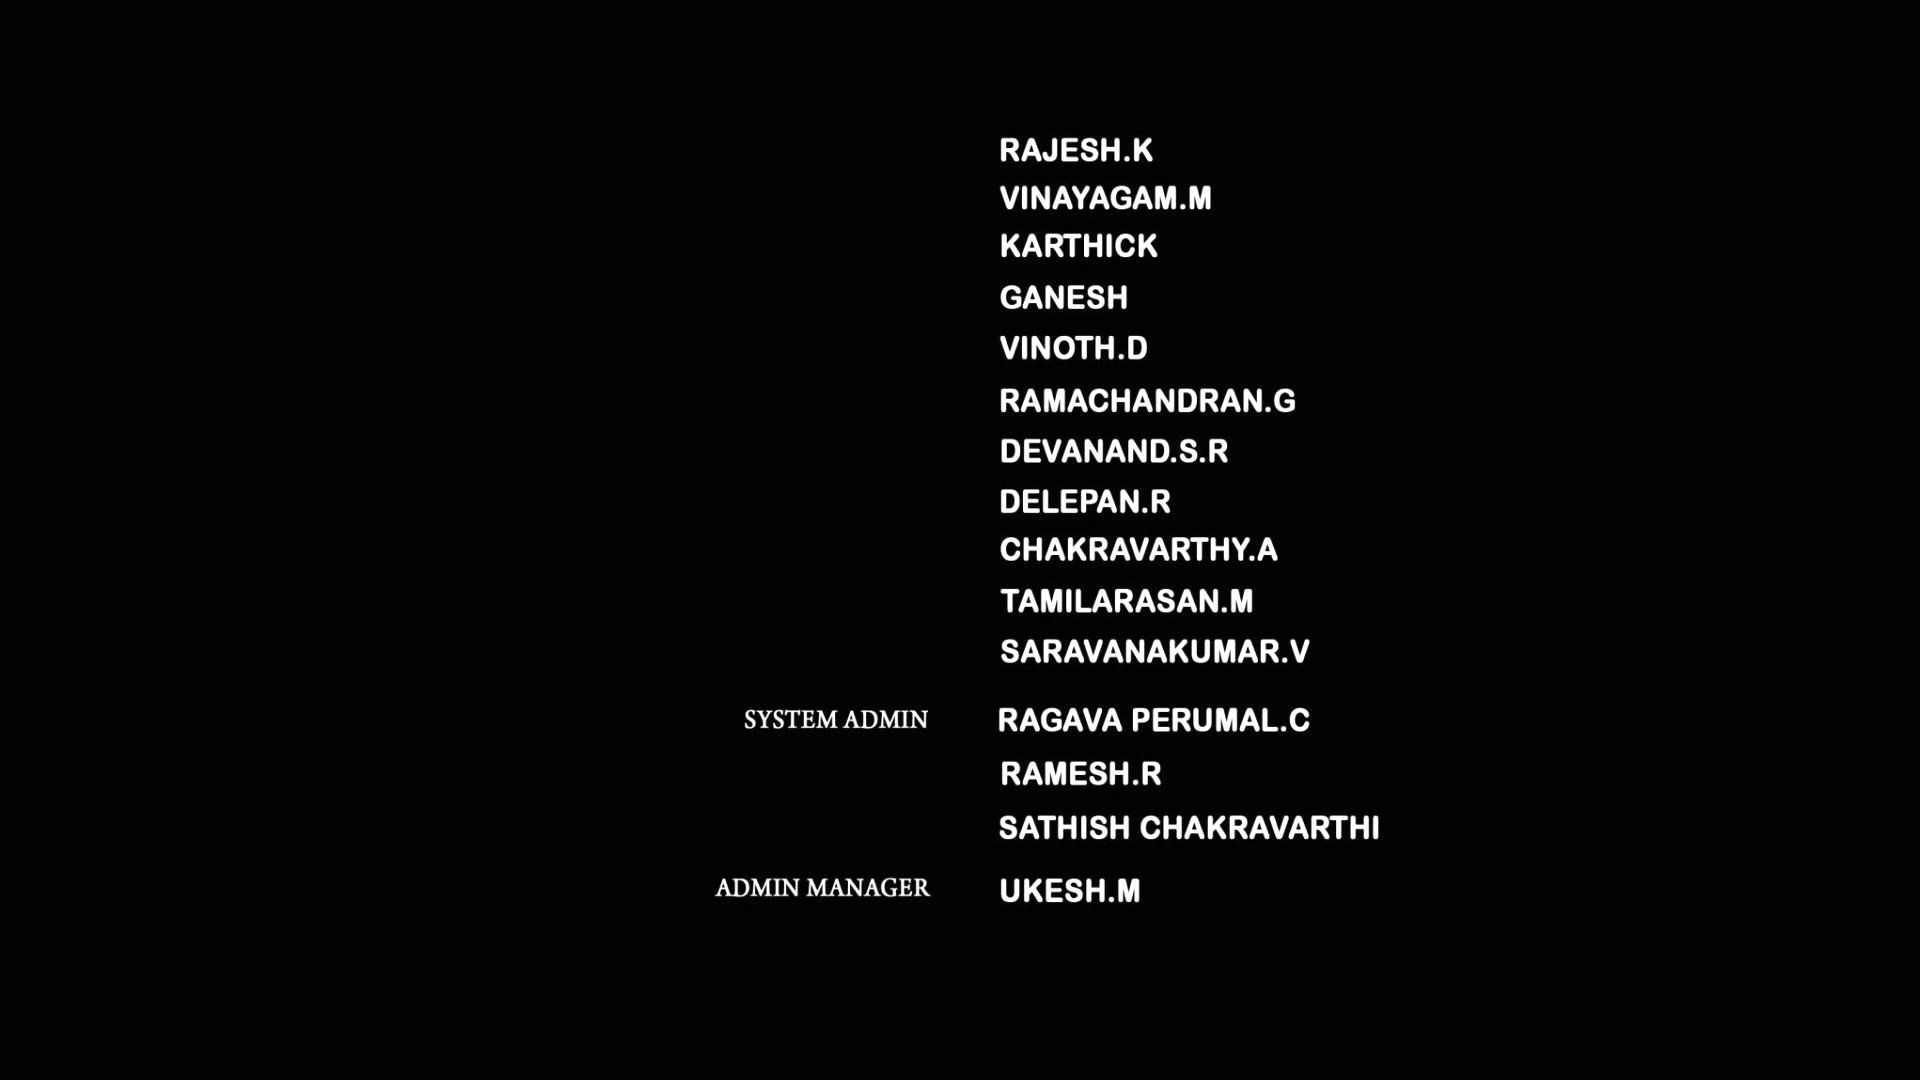 RAJESH.K
VINAYAGAM.M
KARTHICK
GANESH
VINOTH.D
RAMACHANDRAN.G
DEVANAND.S.R
DELEPAN.R
CHAKRAVARTHY.A
TAMILARASAN.M
SARAVANAKUMAR.V
SYSTEM ADMIN RAGAVA PERUMAL.C
RAMESH.R
SATHISH CHAKRAVARTHI
ADMIN MANAGER UKESH.M